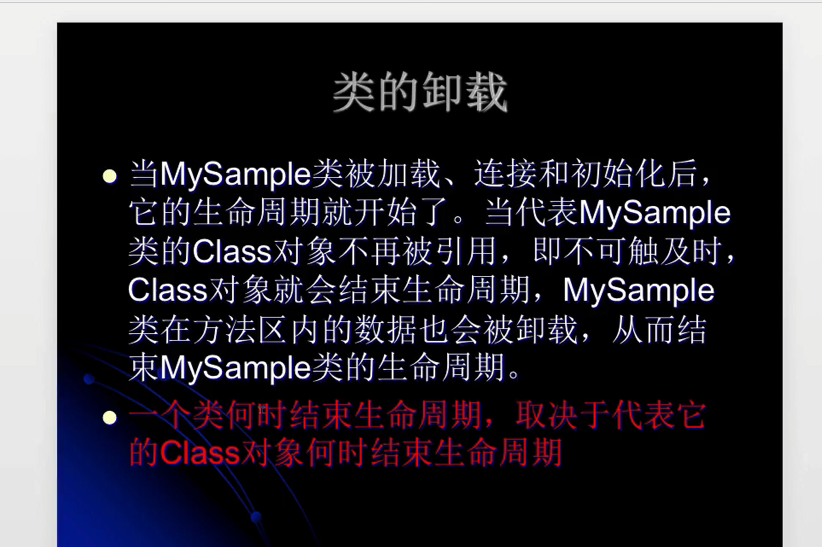 类的卸载
当MySample类被加载、连接和初始化后，
它的生命周期就开始了。当代表MySample
类的Class对象不再被引用，即不可触及时，
Class对象就会结束生命周期，MySample
类在方法区内的数据也会被卸载，从而结
束MySample类的生命周期。
一个类何时结束生命周期，取决于代表它
的Class对象何时结束生命周期